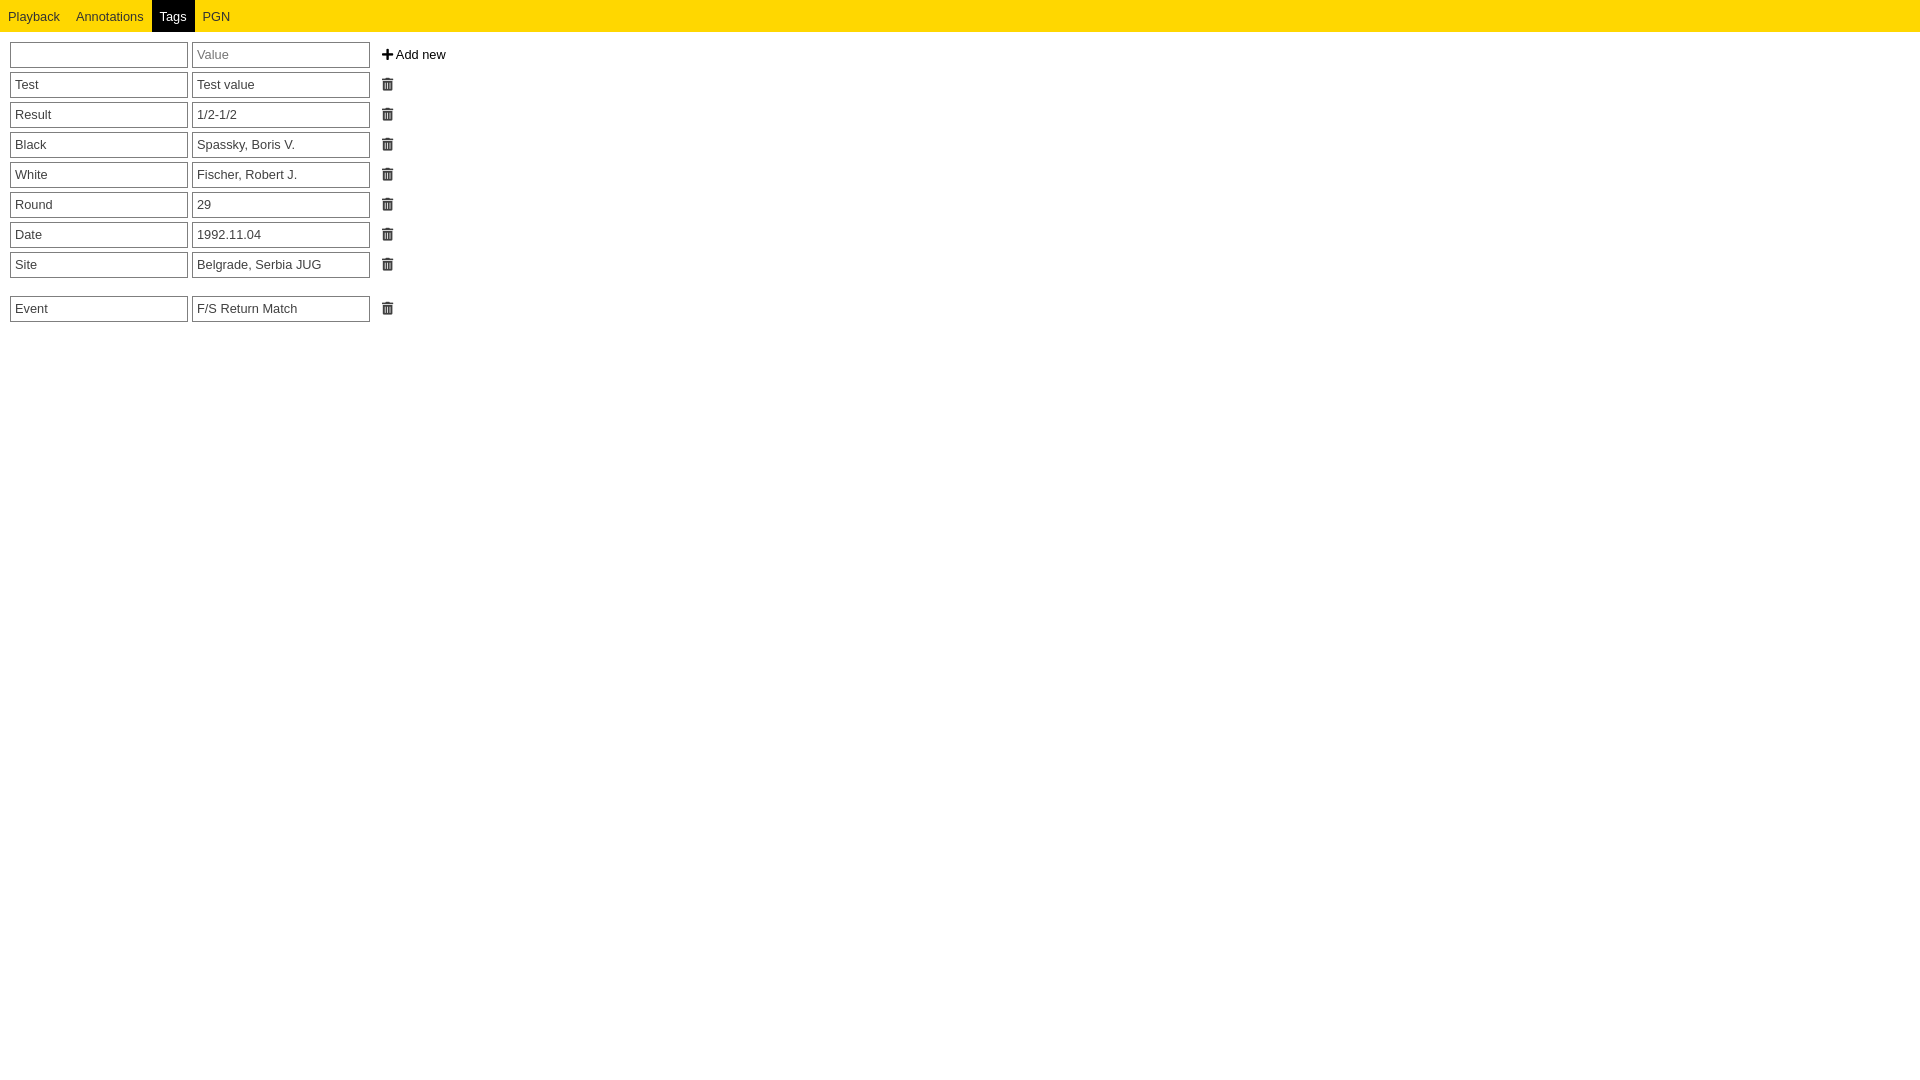 Playback Annotations Tags PGN
Value Add new
Test Test value
Result 1/2-1/2
Black Spassky, Boris V.
White Fischer, Robert J.
Round 29
Date 1992.11.04
Site Belgrade, Serbia JUG
Event F/S Return Match